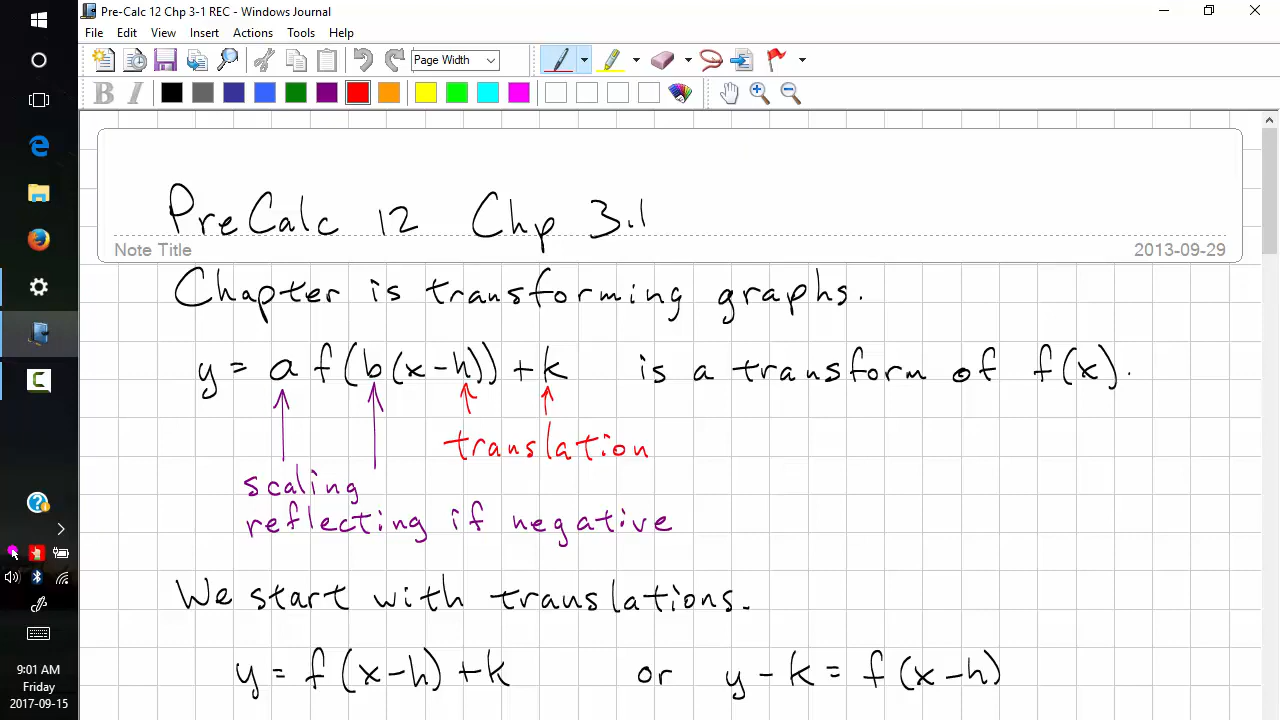 Pre-Calc 12 Chp 3-1 REC - Windows Journal
File Edit View Insert Actions Tools Help
Page Width
B I
PreCalc 12 Chp 3.1
Note Title
2013-09-29
Chapter is transforming graphs.
y = a f(b(x-h)) + k is a transform of f(x).
translation
scaling
reflecting if negative
We start with translations.
y = f(x-h) + k or y - k = f(x-h)
9:01 AM
Friday
2017-09-15